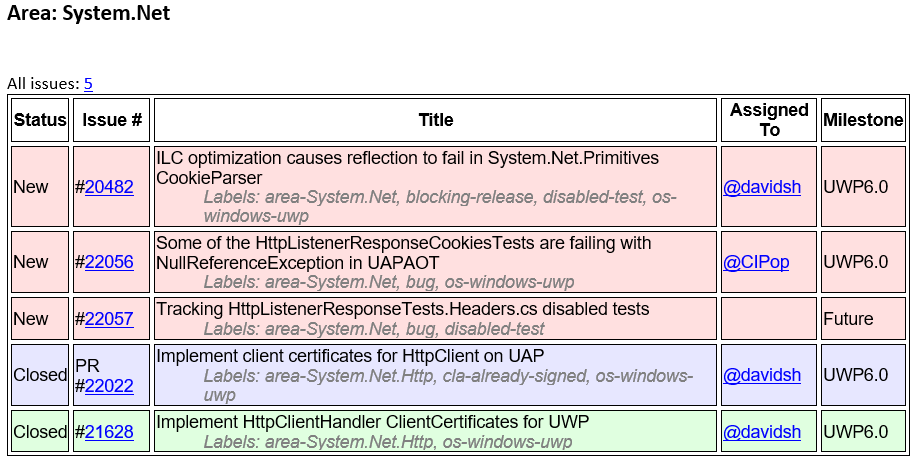 Area: System.Net
All issues: 5
Status Issue # Title Assigned To Milestone
New #20482 ILC optimization causes reflection to fail in System.Net.Primitives
CookieParser
Labels: area-System.Net, blocking-release, disabled-test, os-
windows-uwp
@davidsh UWP6.0
New #22056 Some of the HttpListenerResponseCookiesTests are failing with
NullReferenceException in UAPAOT
Labels: area-System.Net, bug, os-windows-uwp
@CIPop UWP6.0
New #22057 Tracking HttpListenerResponseTests.Headers.cs disabled tests
Labels: area-System.Net, bug, disabled-test
Future
Closed PR
#22022
Implement client certificates for HttpClient on UAP
Labels: area-System.Net.Http, cla-already-signed, os-windows-
uwp
@davidsh UWP6.0
Closed #21628 Implement HttpClientHandler ClientCertificates for UWP
Labels: area-System.Net.Http, os-windows-uwp
@davidsh UWP6.0